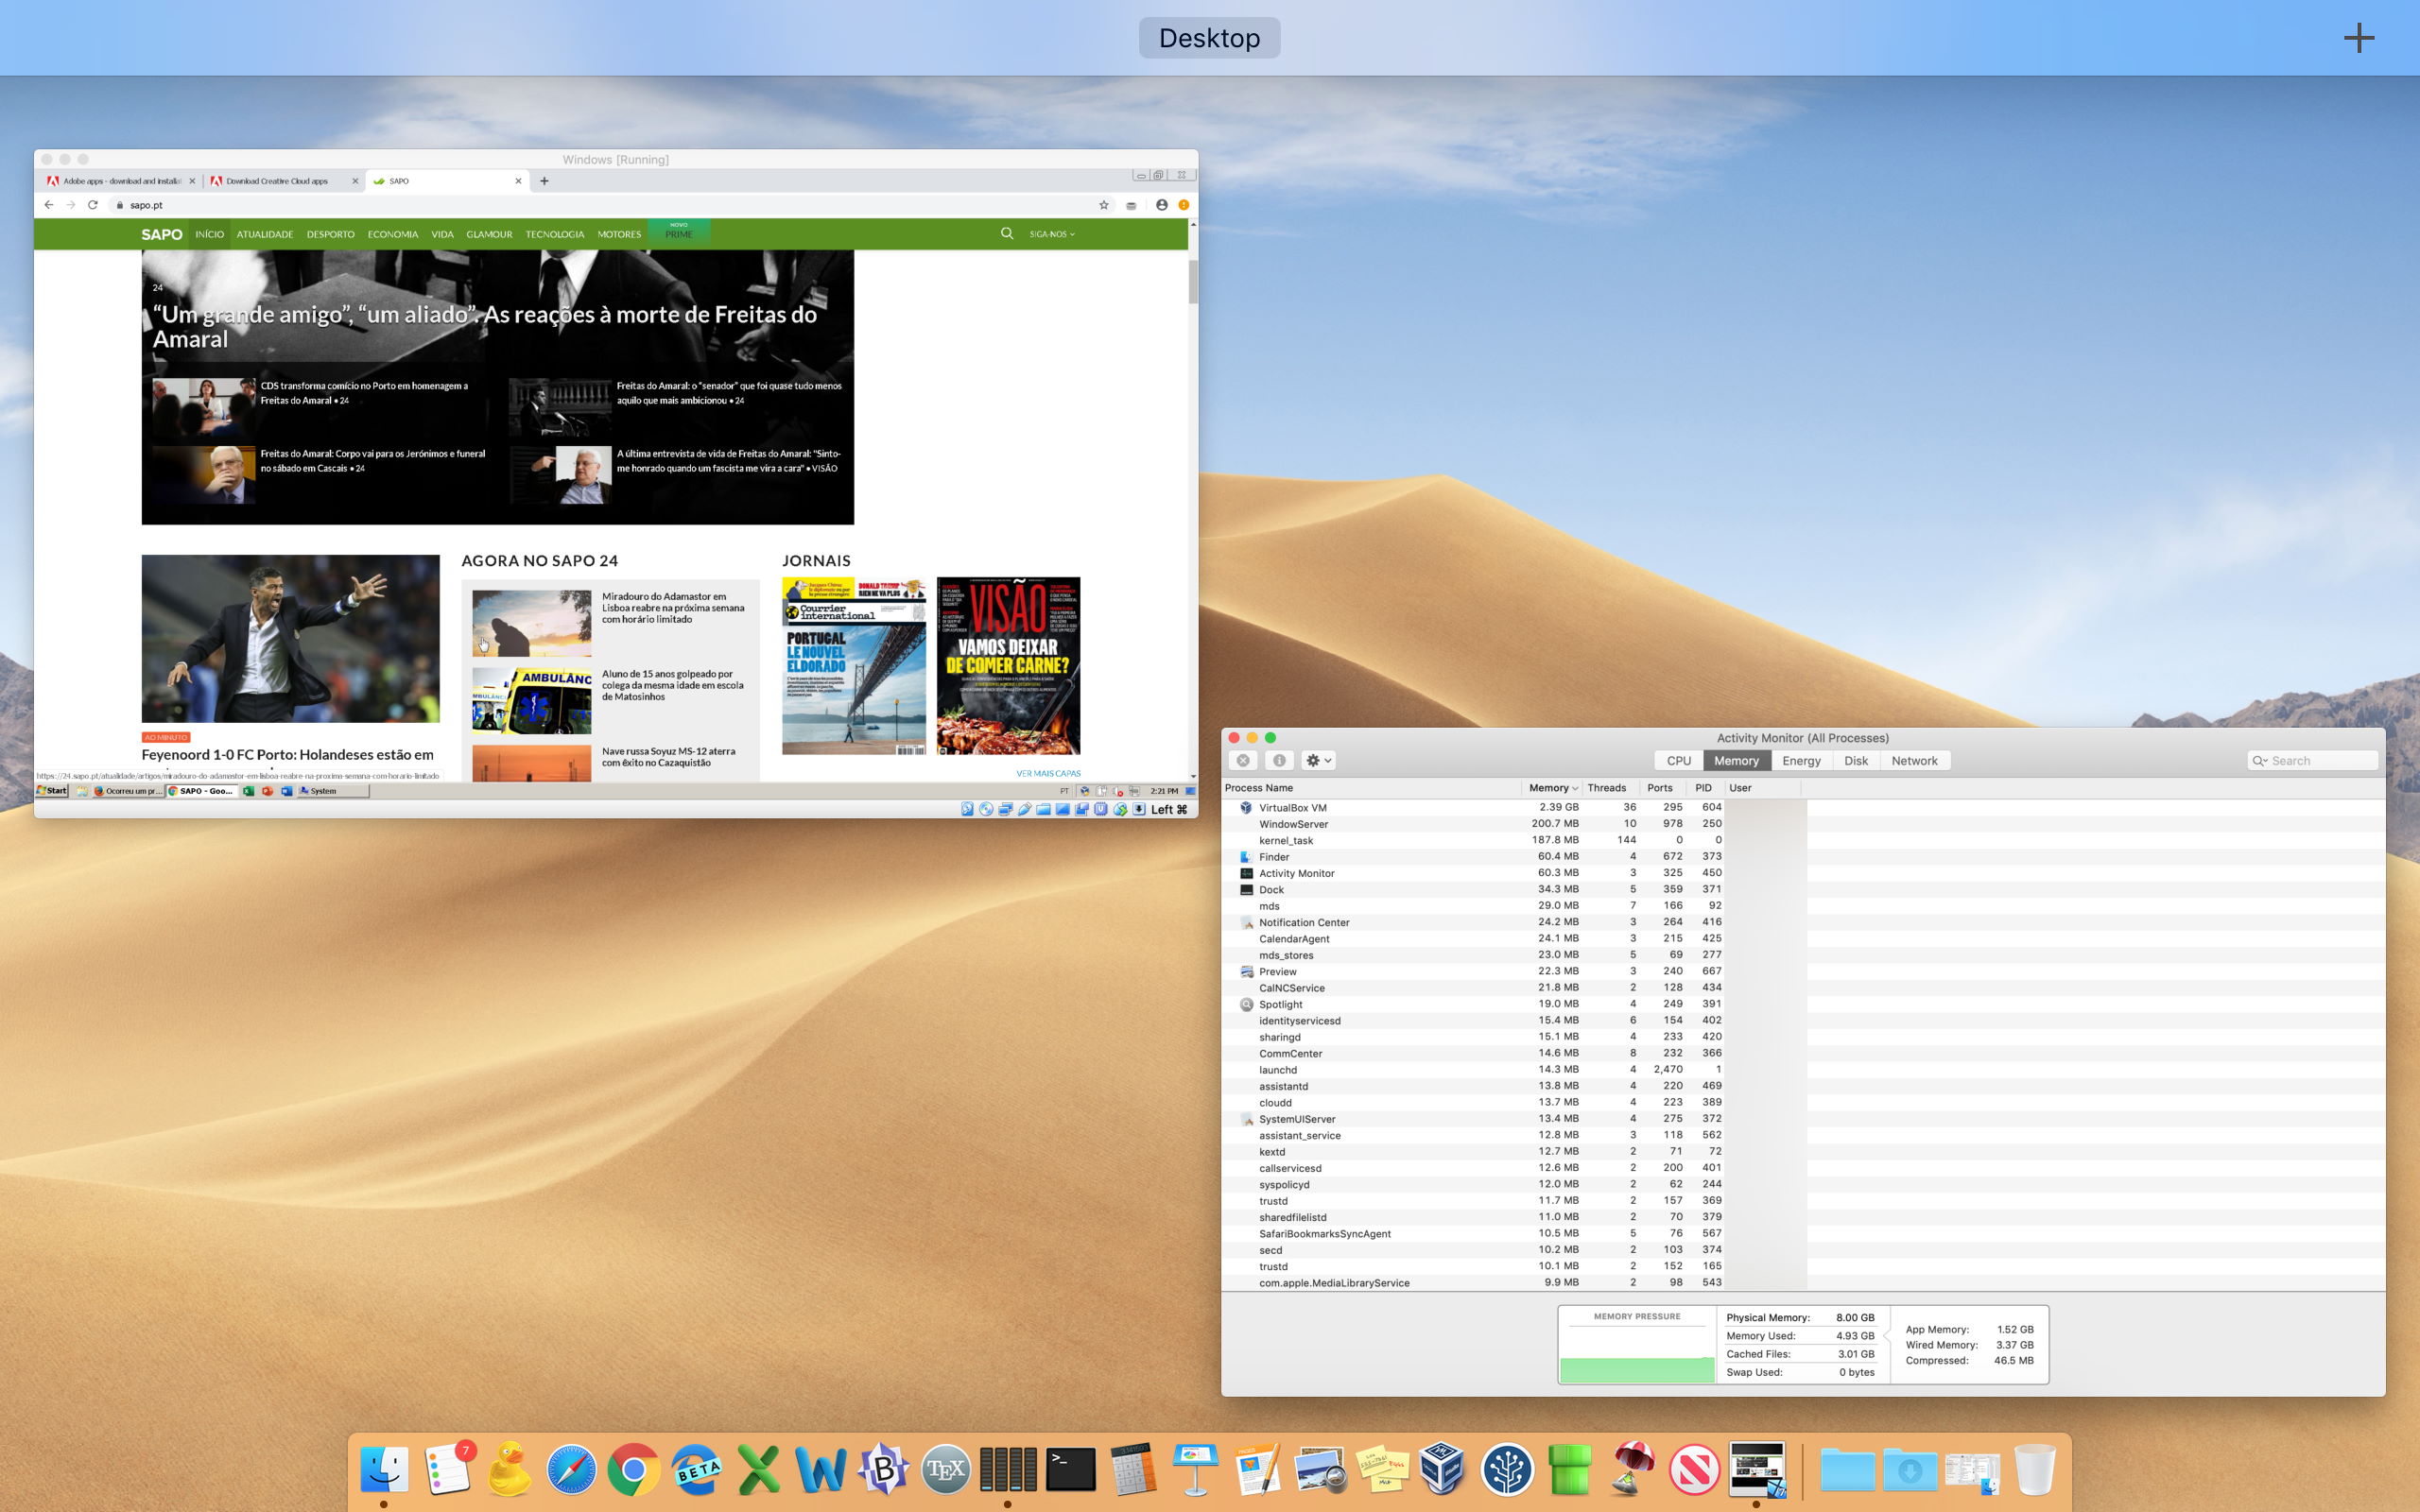 Desktop
Windows [Running]
Adobe apps - download and installat
Download Creative Cloud apps
SAPO
sapo.pt
SAPO INÍCIO ATUALIDADE DESPORTO ECONOMIA VIDA GLAMOUR TECNOLOGIA MOTORES NOVO PRIME SIGA-NOS
24
“Um grande amigo”, “um aliado”. As reações à morte de Freitas do
Amaral
CDS transforma comício no Porto em homenagem a
Freitas do Amaral • 24
Freitas do Amaral: o “senador” que foi quase tudo menos
aquilo que mais ambicionou • 24
Freitas do Amaral: Corpo vai para os Jerónimos e funeral
no sábado em Cascais • 24
A última entrevista de vida de Freitas do Amaral: “Sinto-
me honrado quando um fascista me vira a cara” • VISÃO
AO MINUTO
Feyenoord 1-0 FC Porto: Holandeses estão em
AGORA NO SAPO 24
Miradouro do Adamastor em
Lisboa reabre na próxima semana
com horário limitado
AMBULÂNC
Aluno de 15 anos golpeado por
colega da mesma idade em escola
de Matosinhos
Nave russa Soyuz MS-12 aterra
com êxito no Cazaquistão
JORNAIS
DONALD TRUMP
RIEN NE VA PLUS
Courrier
international
PORTUGAL
LE NOUVEL
ELDORADO
VISÃO
VAMOS DEIXAR
DE COMER CARNE?
VER MAIS CAPAS
https://24.sapo.pt/atualidade/artigos/miradouro-do-adamastor-em-lisboa-reabre-na-proxima-semana-com-horario-limitado
Start Ocorreu um pr... SAPO - Goo... System PT 2:21 PM
Left ⌘
Activity Monitor (All Processes)
CPU Memory Energy Disk Network Search
Process Name Memory Threads Ports PID User
VirtualBox VM 2.39 GB 36 295 604
WindowServer 200.7 MB 10 978 250
kernel_task 187.8 MB 144 0 0
Finder 60.4 MB 4 672 373
Activity Monitor 60.3 MB 3 325 450
Dock 34.3 MB 5 359 371
mds 29.0 MB 7 166 92
Notification Center 24.2 MB 3 264 416
CalendarAgent 24.1 MB 3 215 425
mds_stores 23.0 MB 5 69 277
Preview 22.3 MB 3 240 667
CalNCService 21.8 MB 2 128 434
Spotlight 19.0 MB 4 249 391
identityservicesd 15.4 MB 6 154 402
sharingd 15.1 MB 4 233 420
CommCenter 14.6 MB 8 232 366
launchd 14.3 MB 4 2,470 1
assistantd 13.8 MB 4 220 469
cloudd 13.7 MB 4 223 389
SystemUIServer 13.4 MB 4 275 372
assistant_service 12.8 MB 3 118 562
kextd 12.7 MB 2 71 72
callservicesd 12.6 MB 2 200 401
syspolicyd 12.0 MB 2 62 244
trustd 11.7 MB 2 157 369
sharedfilelistd 11.0 MB 2 70 379
SafariBookmarksSyncAgent 10.5 MB 5 76 567
secd 10.2 MB 2 103 374
trustd 10.1 MB 2 152 165
com.apple.MediaLibraryService 9.9 MB 2 98 543
MEMORY PRESSURE
Physical Memory: 8.00 GB
Memory Used: 4.93 GB
Cached Files: 3.01 GB
Swap Used: 0 bytes
App Memory: 1.52 GB
Wired Memory: 3.37 GB
Compressed: 46.5 MB
7
BETA
B
TEX